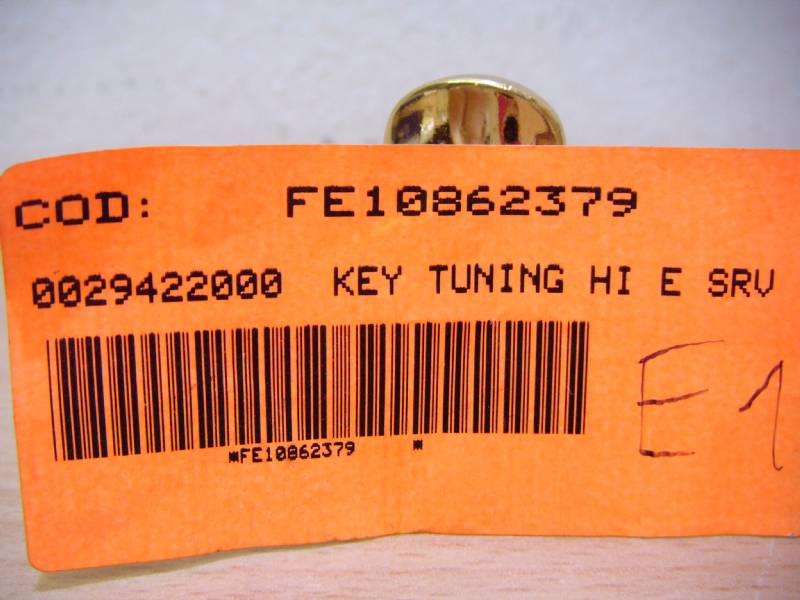 COD: FE10862379
0029422000 KEY TUNING HI E SRV
*FE10862379 *
E1